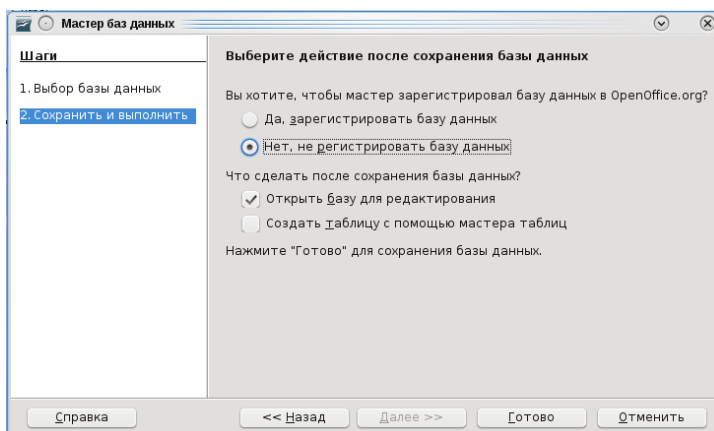 Мастер баз данных
Шаги
1. Выбор базы данных
2. Сохранить и выполнить
Выберите действие после сохранения базы данных
Вы хотите, чтобы мастер зарегистрировал базу данных в OpenOffice.org?
Да, зарегистрировать базу данных
Нет, не регистрировать базу данных
Что сделать после сохранения базы данных?
Открыть базу для редактирования
Создать таблицу с помощью мастера таблиц
Нажмите "Готово" для сохранения базы данных.
Справка
<< Назад
Далее >>
Готово
Отменить